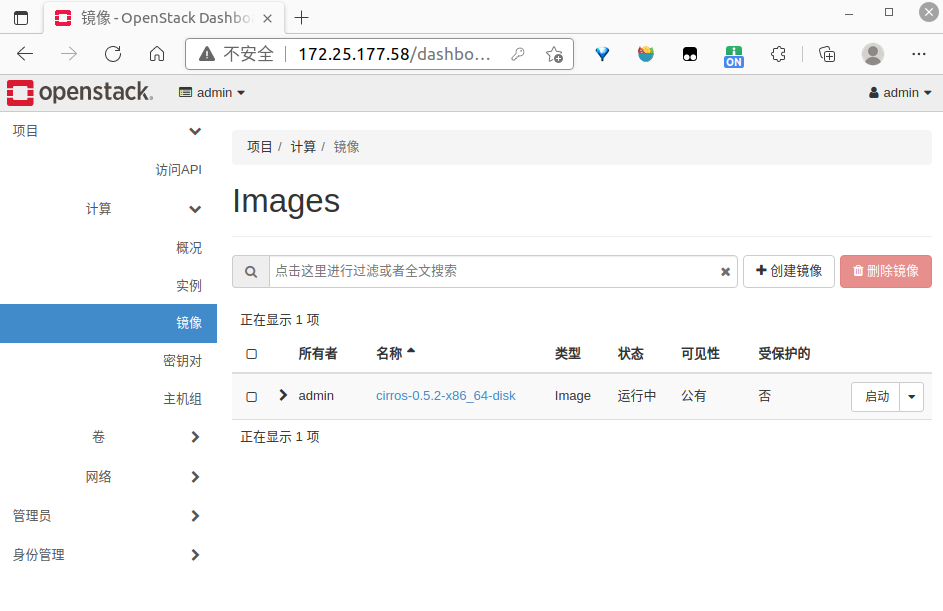 镜像 - OpenStack Dashbo
不安全 172.25.177.58/dashbo...
ON
openstack. admin admin
项目
访问API
计算
概况
实例
镜像
密钥对
主机组
卷
网络
管理员
身份管理
项目 / 计算 / 镜像
Images
点击这里进行过滤或者全文搜索 创建镜像 删除镜像
正在显示 1 项
所有者 名称 类型 状态 可见性 受保护的
admin cirros-0.5.2-x86_64-disk Image 运行中 公有 否 启动
正在显示 1 项